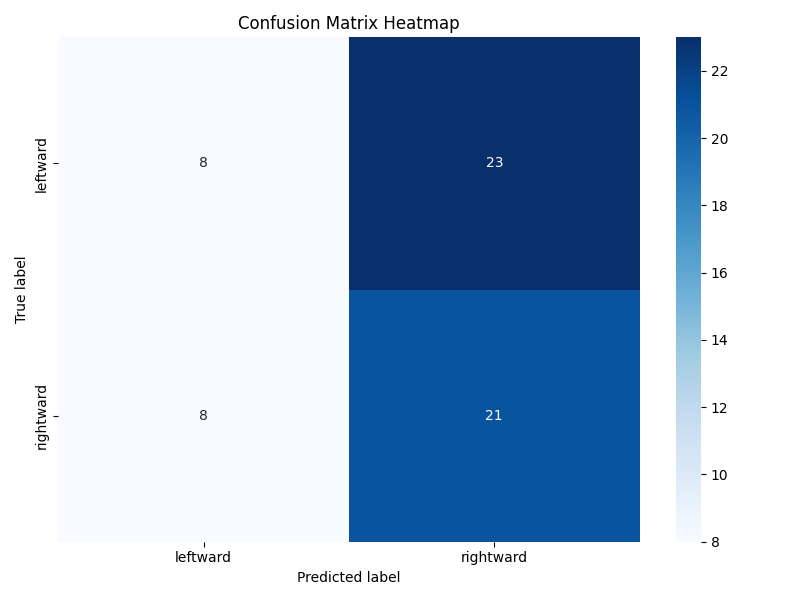 Confusion Matrix Heatmap
True label
leftward
rightward
8
23
8
21
leftward
rightward
Predicted label
22
20
18
16
14
12
10
8